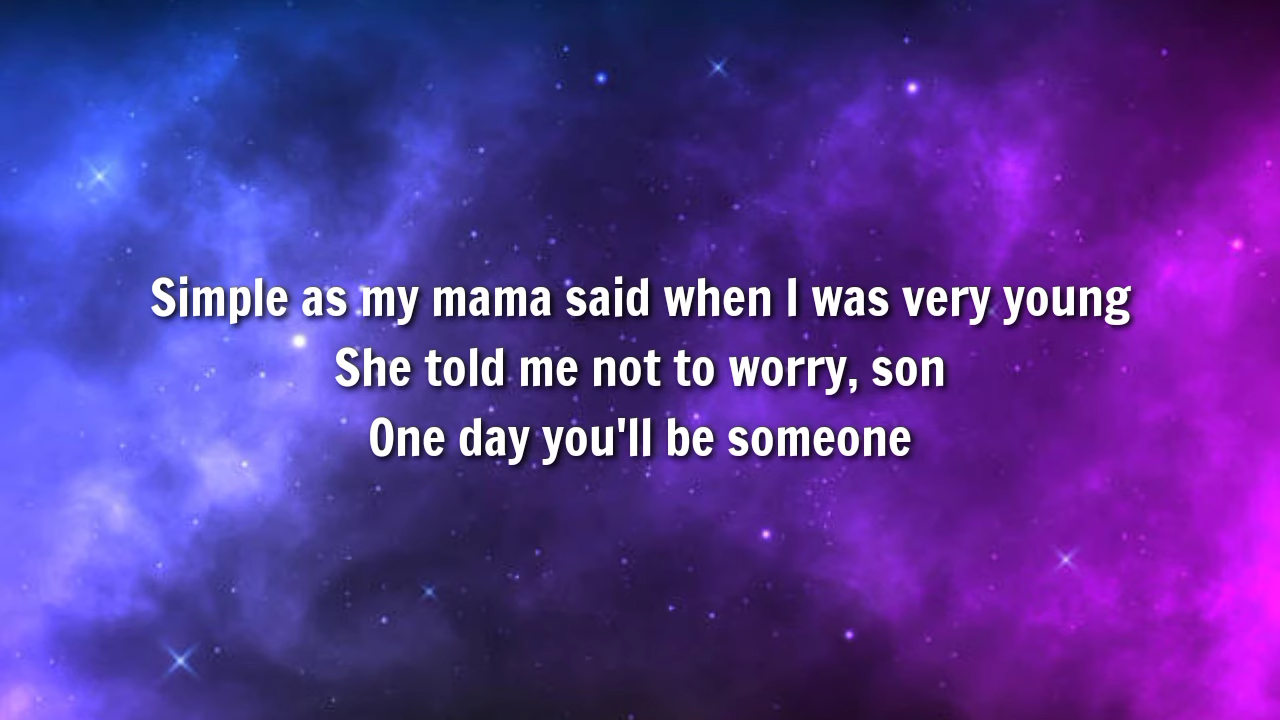 Simple as my mama said when I was very young
She told me not to worry, son
One day you'll be someone